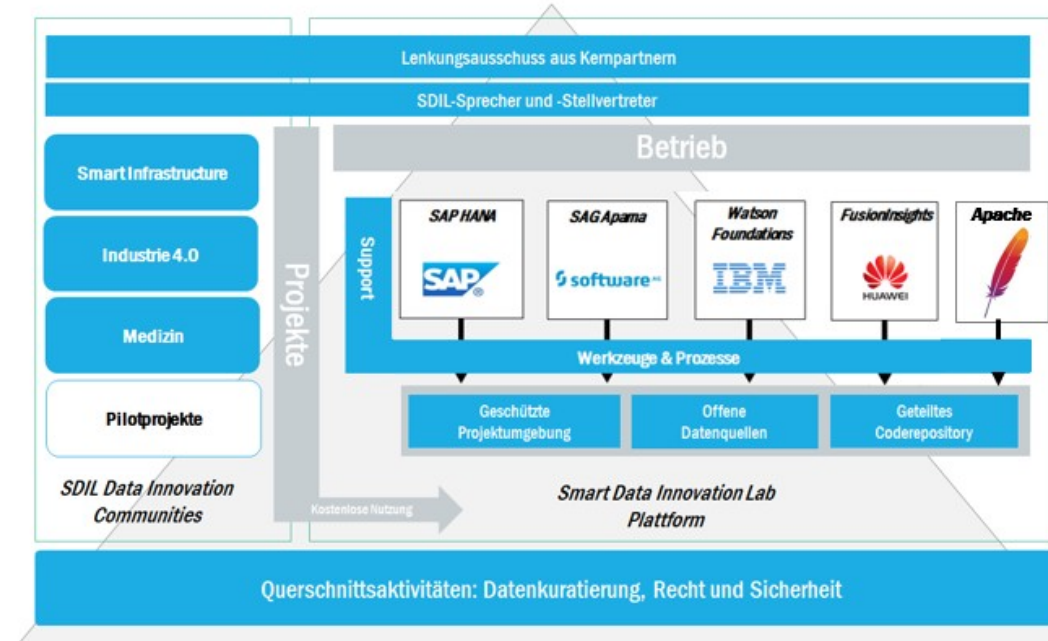 Lenkungsausschuss aus Kernpartnern
SDIL-Sprecher und -Stellvertreter
Smart Infrastructure
Industrie 4.0
Medizin
Pilotprojekte
SDIL Data Innovation
Communities
Projekte
Kostenlose Nutzung
Betrieb
Support
SAP HANA
SAP®
SAG Apama
software AG
Watson
Foundations
IBM
FusionInsights
HUAWEI
Apache
Werkzeuge & Prozesse
Geschützte
Projektumgebung
Offene
Datenquellen
Geteiltes
Coderepository
Smart Data Innovation Lab
Plattform
Querschnittsaktivitäten: Datenkuratierung, Recht und Sicherheit